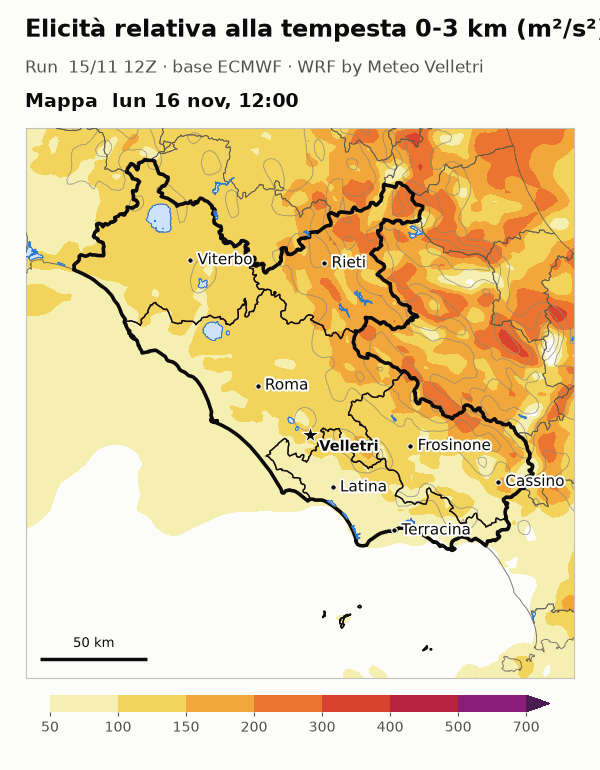 Elicità relativa alla tempesta 0-3 km (m²/s²)
Run  15/11 12Z · base ECMWF · WRF by Meteo Velletri
Mappa  lun 16 nov, 12:00
Viterbo
Rieti
Roma
Velletri
Frosinone
Latina
Cassino
Terracina
50 km
50 100 150 200 300 400 500 700